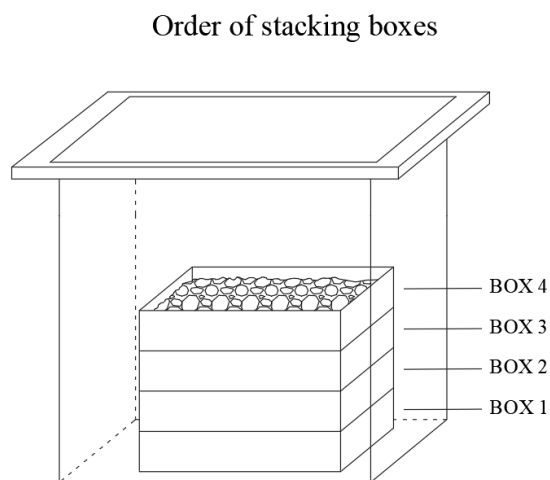 Order of stacking boxes
BOX 4
BOX 3
BOX 2
BOX 1